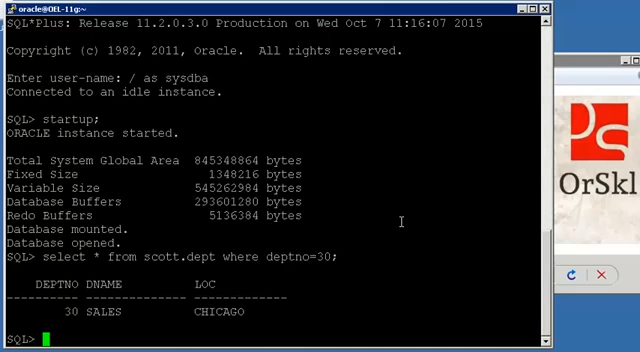 oracle@OEL-11g:~
SQL*Plus: Release 11.2.0.3.0 Production on Wed Oct 7 11:16:07 2015
Copyright (c) 1982, 2011, Oracle.  All rights reserved.
Enter user-name: / as sysdba
Connected to an idle instance.
SQL> startup;
ORACLE instance started.
Total System Global Area  845348864 bytes
Fixed Size                  1348216 bytes
Variable Size             545262984 bytes
Database Buffers          293601280 bytes
Redo Buffers                5136384 bytes
Database mounted.
Database opened.
SQL> select * from scott.dept where deptno=30;
    DEPTNO DNAME          LOC
---------- -------------- -------------
        30 SALES          CHICAGO
SQL>
OrSkl